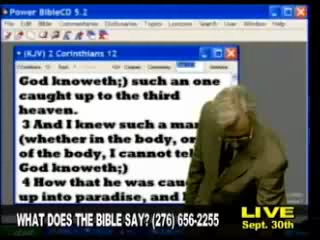 Power BibleCD 5.2
File Edit Bible Commentaries Dictionaries Topics Lessons Search User Window Help
(KJV) 2 Corinthians 12
God knoweth;) such an one
caught up to the third
heaven.
3 And I knew such a ma
(whether in the body, or
of the body, I cannot tel
God knoweth;)
4 How that he was cau
up into paradise, and
WHAT DOES THE BIBLE SAY? (276) 656-2255
LIVE
Sept. 30th